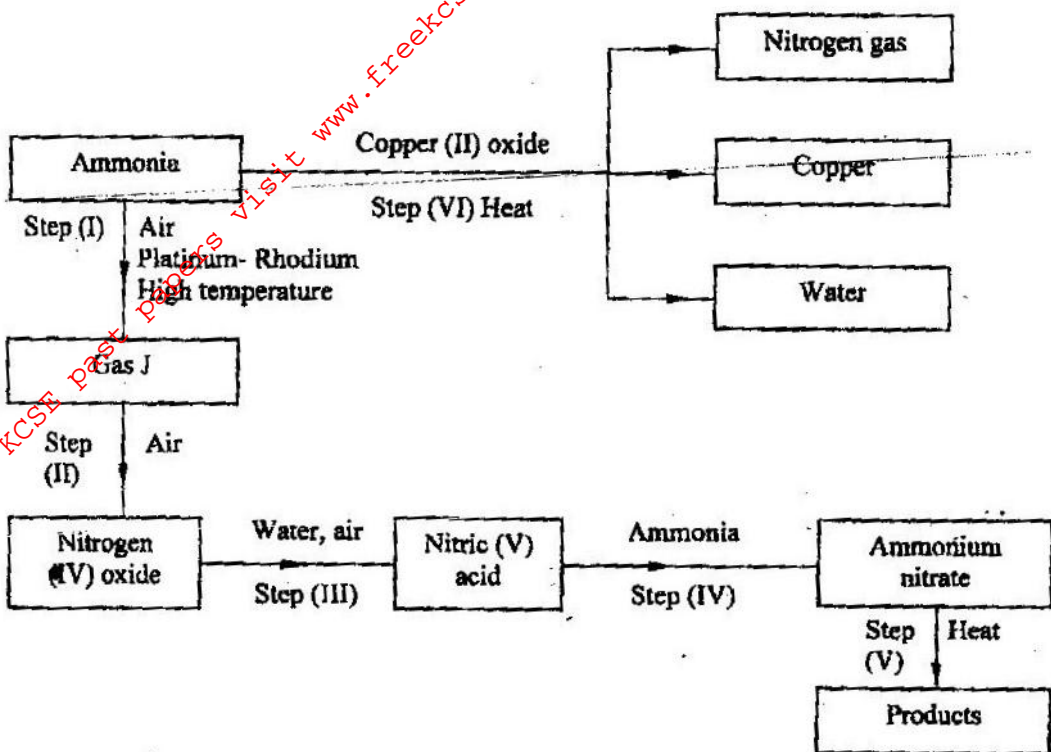 KCSE past papers visit www.freekcs
Nitrogen gas
Ammonia
Copper (II) oxide
Step (VI) Heat
Copper
Water
Step (I)
Air
Platinum- Rhodium
High temperature
Gas J
Step
(II)
Air
Nitrogen
(IV) oxide
Water, air
Step (III)
Nitric (V)
acid
Ammonia
Step (IV)
Ammonium
nitrate
Step
(V)
Heat
Products